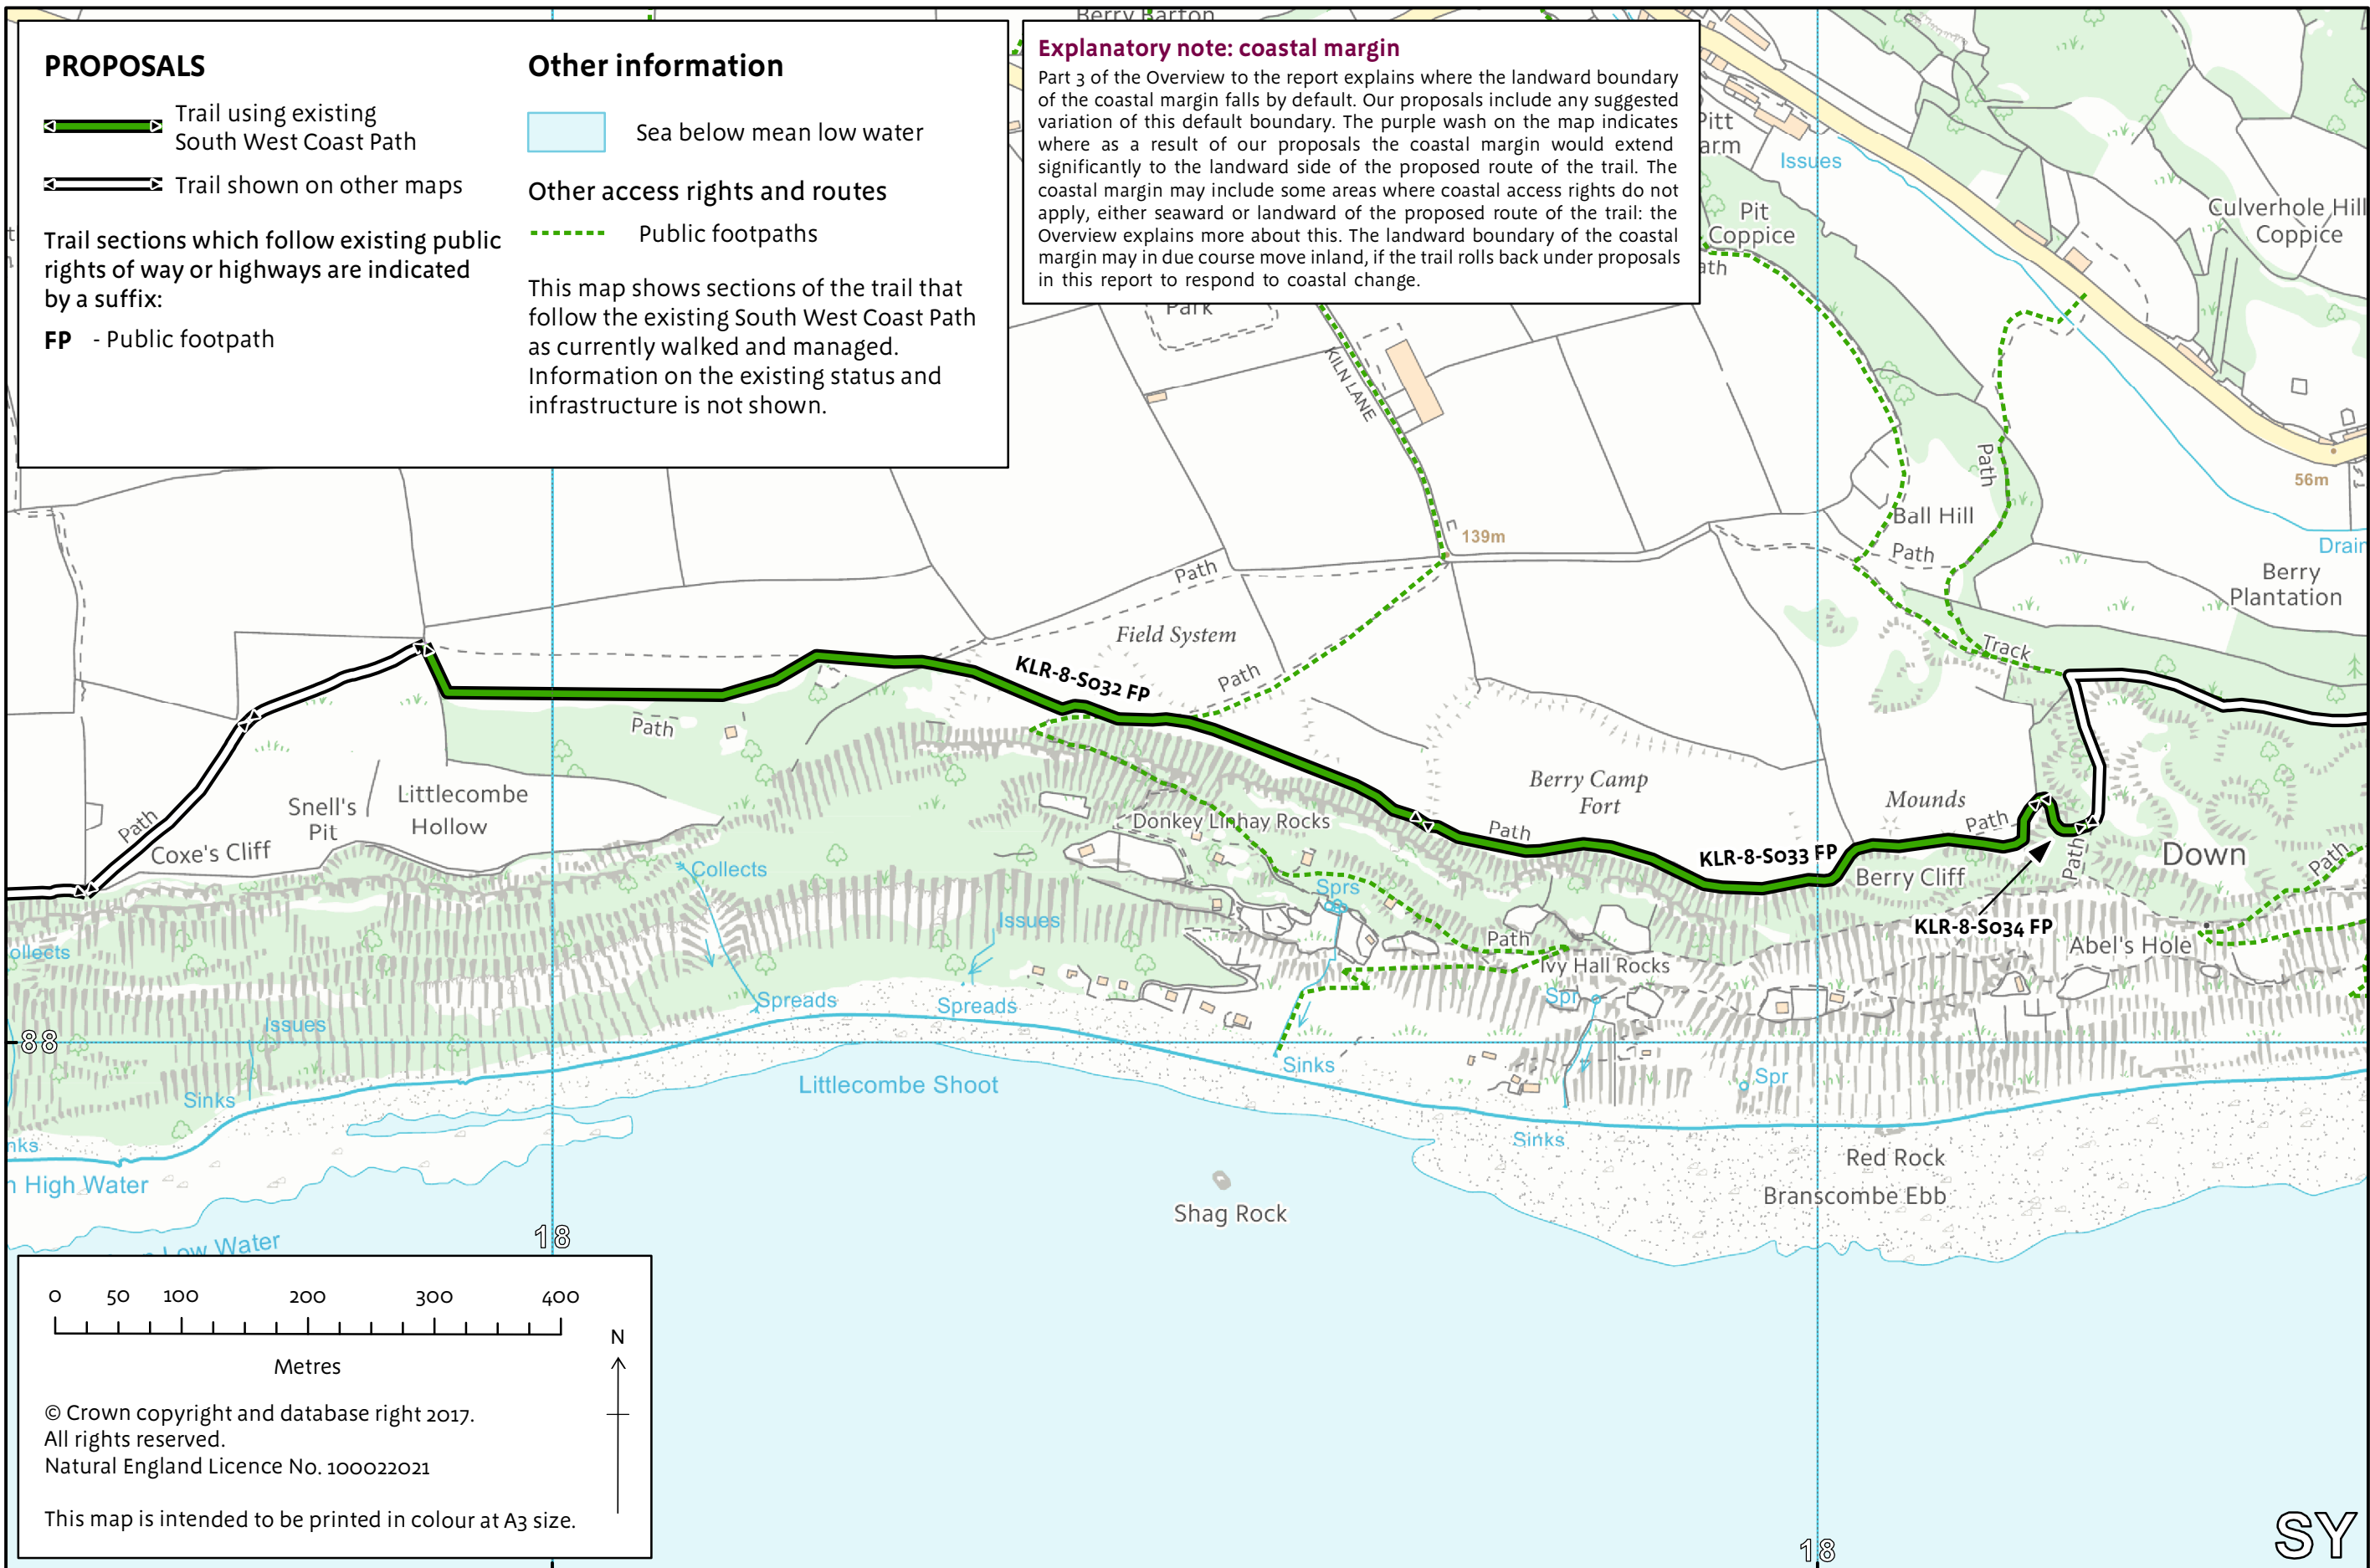 PROPOSALS
Trail using existing
South West Coast Path
Trail shown on other maps
Trail sections which follow existing public
rights of way or highways are indicated
by a suffix:
FP - Public footpath
Other information
Sea below mean low water
Other access rights and routes
Public footpaths
This map shows sections of the trail that
follow the existing South West Coast Path
as currently walked and managed.
Information on the existing status and
infrastructure is not shown.
Explanatory note: coastal margin
Part 3 of the Overview to the report explains where the landward boundary
of the coastal margin falls by default. Our proposals include any suggested
variation of this default boundary. The purple wash on the map indicates
where as a result of our proposals the coastal margin would extend
significantly to the landward side of the proposed route of the trail. The
coastal margin may include some areas where coastal access rights do not
apply, either seaward or landward of the proposed route of the trail: the
Overview explains more about this. The landward boundary of the coastal
margin may in due course move inland, if the trail rolls back under proposals
in this report to respond to coastal change.
Berry Barton
Pitt
arm
Issues
Pit
Coppice
ath
Culverhole Hill
Coppice
Park
KILN LANE
Path
56m
Ball Hill
139m
Path
Drain
Path
Berry
Plantation
Field System
Track
KLR-8-S032 FP
Path
Path
Berry Camp
Fort
Mounds
Path
Littlecombe
Hollow
Snell's
Pit
Path
Coxe's Cliff
Donkey Linhay Rocks
Path
KLR-8-S033 FP
Down
Path
Path
Berry Cliff
Collects
Sprs
Issues
KLR-8-S034 FP
Abel's Hole
Path
ollects
Ivy Hall Rocks
Spreads
Spreads
Spr
Issues
88
Sinks
Littlecombe Shoot
Spr
Sinks
Sinks
nks
Red Rock
h High Water
Branscombe Ebb
Shag Rock
18
Low Water
0 50 100 200 300 400
Metres
N
© Crown copyright and database right 2017.
All rights reserved.
Natural England Licence No. 100022021
This map is intended to be printed in colour at A3 size.
18
SY